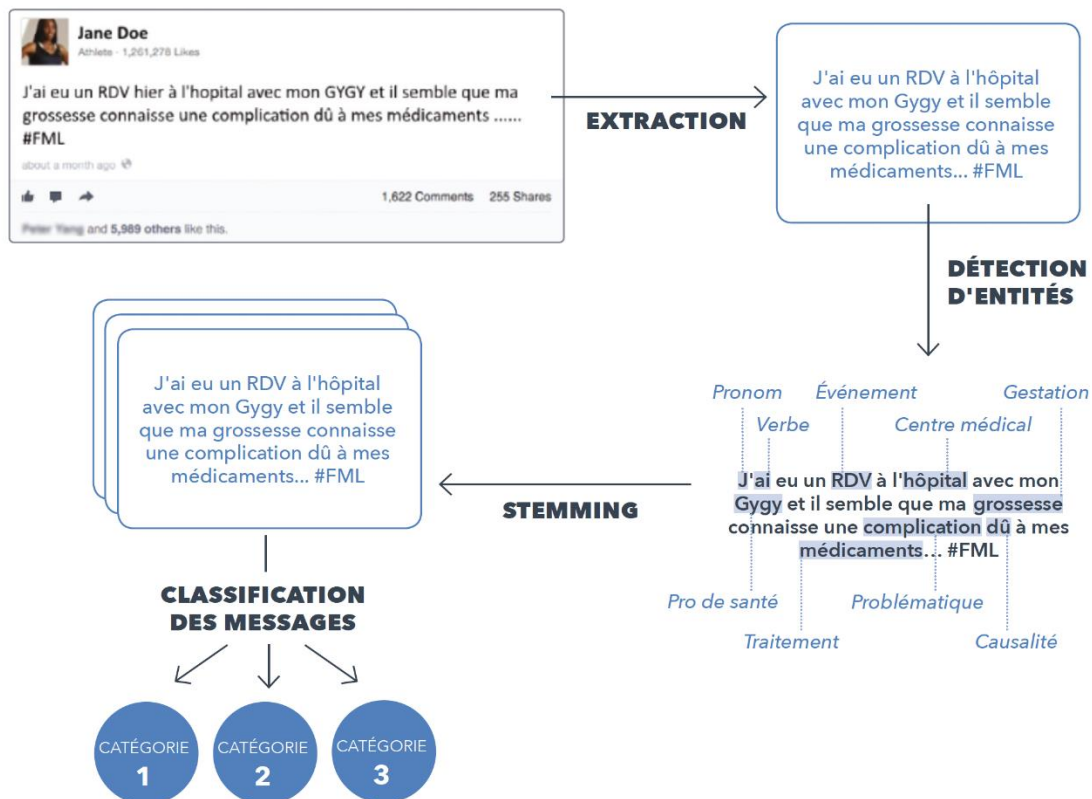 Jane Doe
Athlete · 1,261,278 Likes
J'ai eu un RDV hier à l'hopital avec mon GYGY et il semble que ma
grossesse connaisse une complication dû à mes médicaments ......
#FML
about a month ago
1,622 Comments 255 Shares
Peter Yang and 5,989 others like this.
EXTRACTION
J'ai eu un RDV à l'hôpital
avec mon Gygy et il semble
que ma grossesse connaisse
une complication dû à mes
médicaments... #FML
DÉTECTION
D'ENTITÉS
Pronom Événement Gestation
Verbe Centre médical
J'ai eu un RDV à l'hôpital avec mon
Gygy et il semble que ma grossesse
connaisse une complication dû à mes
médicaments... #FML
Pro de santé Problématique
Traitement Causalité
STEMMING
J'ai eu un RDV à l'hôpital
avec mon Gygy et il semble
que ma grossesse connaisse
une complication dû à mes
médicaments... #FML
CLASSIFICATION
DES MESSAGES
CATÉGORIE
1
CATÉGORIE
2
CATÉGORIE
3